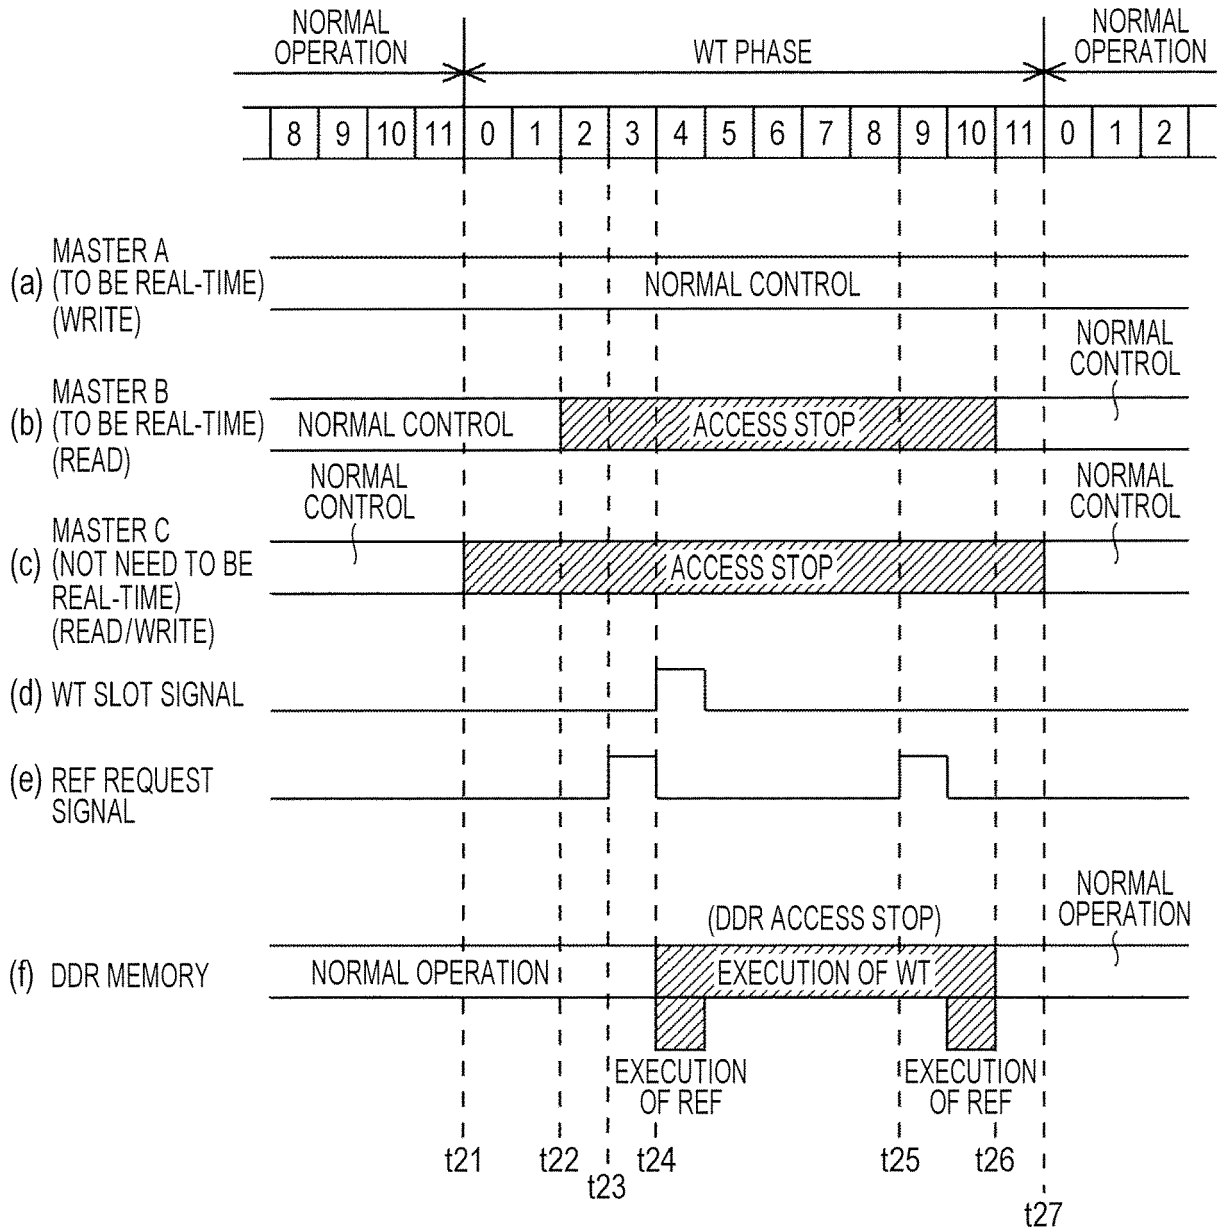 NORMAL
OPERATION
WT PHASE
NORMAL
OPERATION
8 9 10 11 0 1 2 3 4 5 6 7 8 9 10 11 0 1 2
(a) MASTER A
(TO BE REAL-TIME)
(WRITE)
NORMAL CONTROL
NORMAL
CONTROL
(b) MASTER B
(TO BE REAL-TIME)
(READ)
NORMAL CONTROL
ACCESS STOP
NORMAL
CONTROL
NORMAL
CONTROL
(c) MASTER C
(NOT NEED TO BE
REAL-TIME)
(READ/WRITE)
ACCESS STOP
(d) WT SLOT SIGNAL
(e) REF REQUEST
SIGNAL
NORMAL
OPERATION
(DDR ACCESS STOP)
(f) DDR MEMORY
NORMAL OPERATION
EXECUTION OF WT
EXECUTION
OF REF
EXECUTION
OF REF
t21 t22 t23 t24 t25 t26 t27